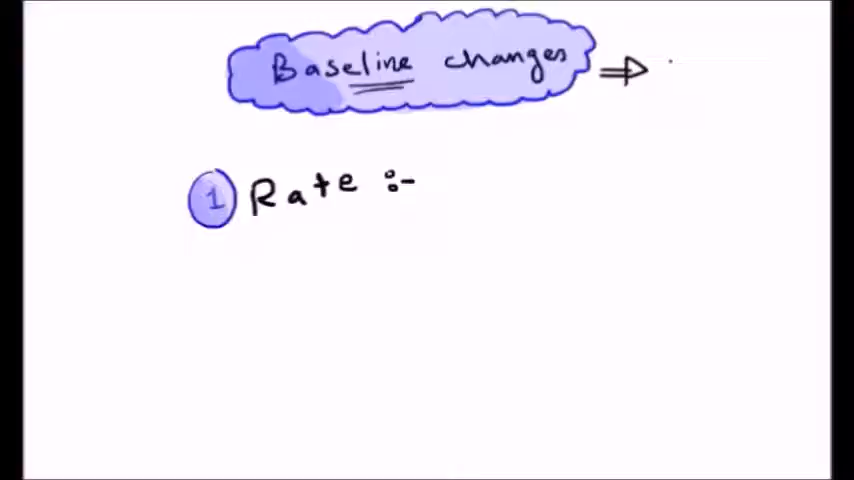 Baseline changes ⇒
1 Rate :-